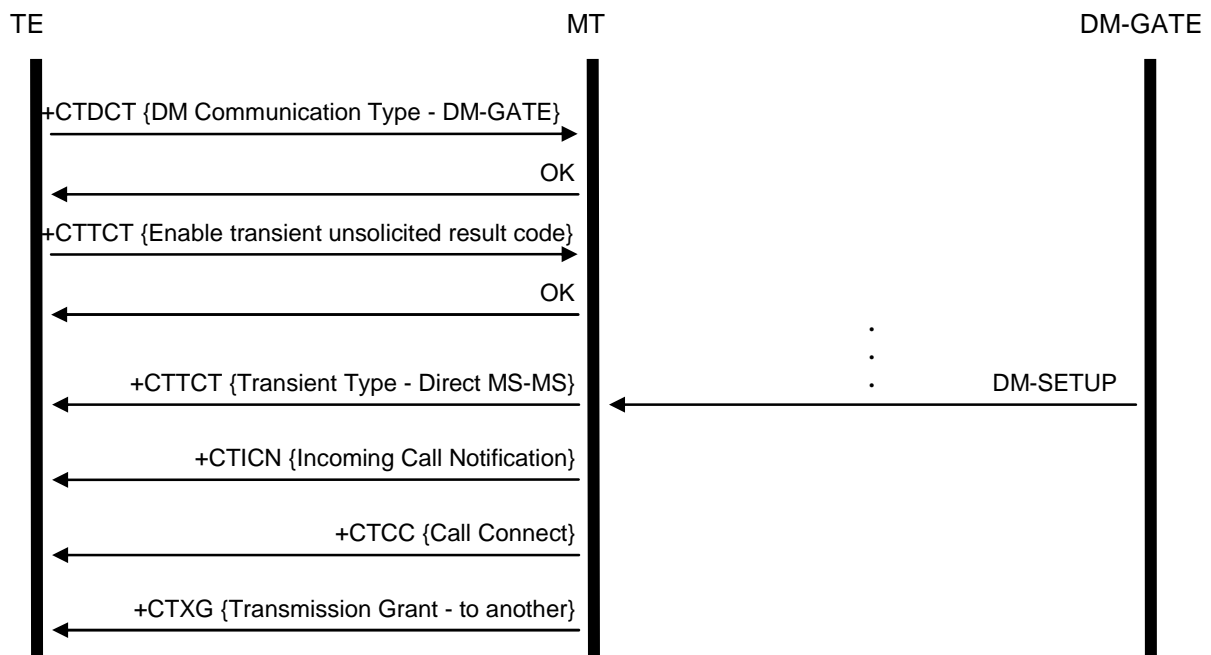 TE
MT
DM-GATE
+CTDCT {DM Communication Type - DM-GATE}
OK
+CTTCT {Enable transient unsolicited result code}
OK
+CTTCT {Transient Type - Direct MS-MS}
DM-SETUP
+CTICN {Incoming Call Notification}
+CTCC {Call Connect}
+CTXG {Transmission Grant - to another}